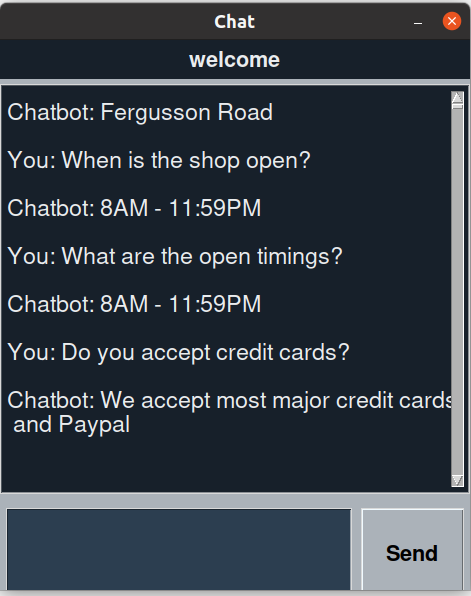 Chat
welcome
Chatbot: Fergusson Road
You: When is the shop open?
Chatbot: 8AM - 11:59PM
You: What are the open timings?
Chatbot: 8AM - 11:59PM
You: Do you accept credit cards?
Chatbot: We accept most major credit cards
and Paypal
Send